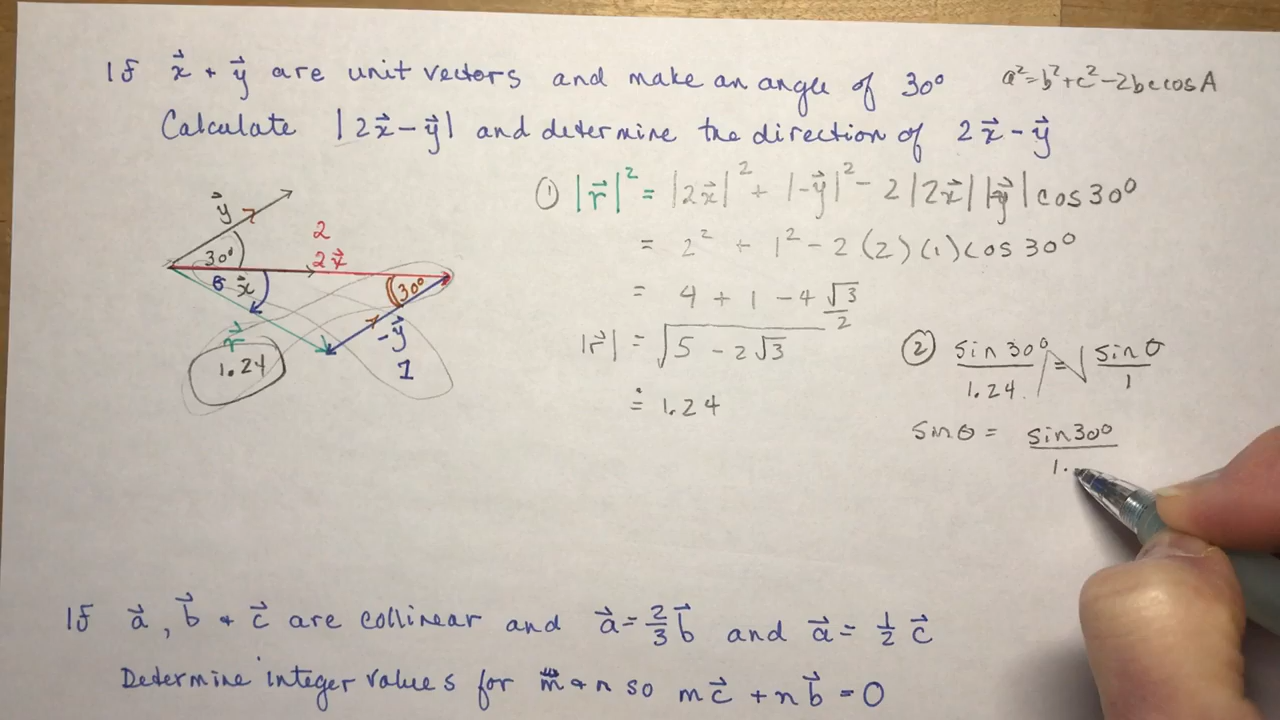 If x⃗ + y⃗ are unit vectors and make an angle of 30°
a² = b² + c² - 2bc cos A
Calculate |2x⃗ - y⃗| and determine the direction of 2x⃗ - y⃗
① |r⃗|² = |2x⃗|² + |-y⃗|² - 2|2x⃗||-y⃗| cos 30°
= 2² + 1² - 2(2)(1) cos 30°
= 4 + 1 - 4 √3/2
|r⃗| = √(5 - 2√3)
≐ 1.24
y⃗
30°
2
2x⃗
θ x⃗
30°
r⃗
-y⃗
1.24
1
② sin 30°/1.24 = sin θ/1
sin θ = sin 30°/1.
If a⃗, b⃗ + c⃗ are collinear and a⃗ = 2/3 b⃗ and a⃗ = 1/2 c⃗
Determine integer values for m + n so mc⃗ + nb⃗ = 0